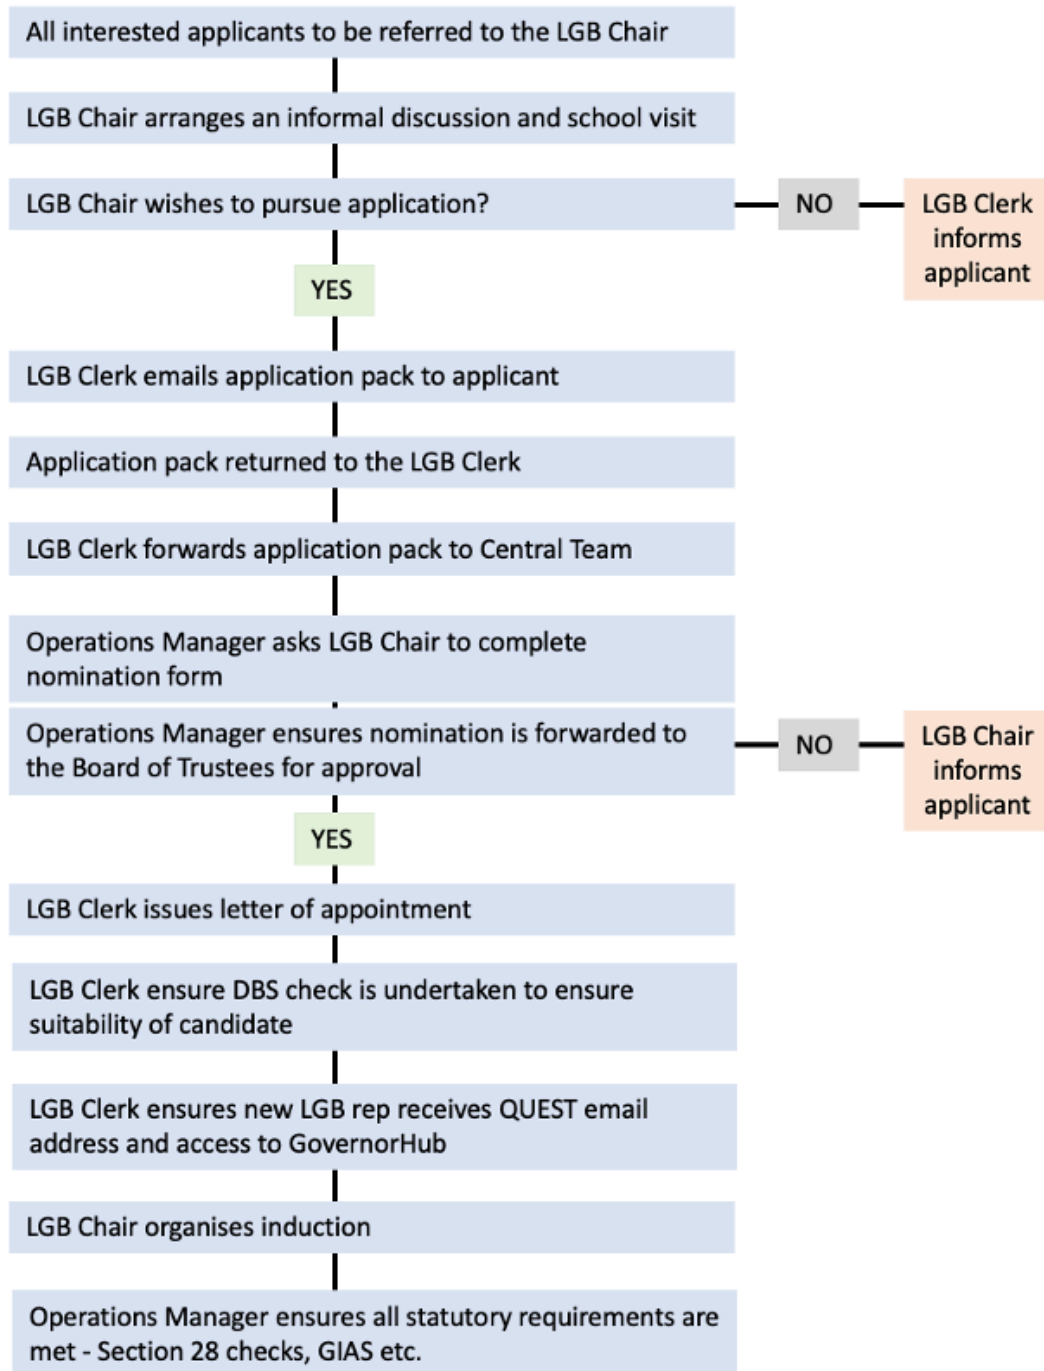 All interested applicants to be referred to the LGB Chair
LGB Chair arranges an informal discussion and school visit
LGB Chair wishes to pursue application?
NO
LGB Clerk
informs
applicant
YES
LGB Clerk emails application pack to applicant
Application pack returned to the LGB Clerk
LGB Clerk forwards application pack to Central Team
Operations Manager asks LGB Chair to complete
nomination form
Operations Manager ensures nomination is forwarded to
the Board of Trustees for approval
NO
LGB Chair
informs
applicant
YES
LGB Clerk issues letter of appointment
LGB Clerk ensure DBS check is undertaken to ensure
suitability of candidate
LGB Clerk ensures new LGB rep receives QUEST email
address and access to GovernorHub
LGB Chair organises induction
Operations Manager ensures all statutory requirements are
met - Section 28 checks, GIAS etc.